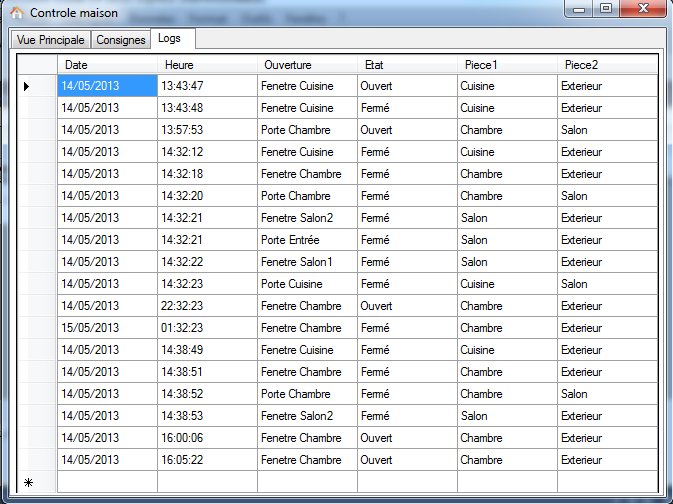 Controle maison
Vue Principale Consignes Logs
Date Heure Ouverture Etat Piece1 Piece2
14/05/2013 13:43:47 Fenetre Cuisine Ouvert Cuisine Exterieur
14/05/2013 13:43:48 Fenetre Cuisine Fermé Cuisine Exterieur
14/05/2013 13:57:53 Porte Chambre Ouvert Chambre Salon
14/05/2013 14:32:12 Fenetre Cuisine Fermé Cuisine Exterieur
14/05/2013 14:32:18 Fenetre Chambre Fermé Chambre Exterieur
14/05/2013 14:32:20 Porte Chambre Fermé Chambre Salon
14/05/2013 14:32:21 Fenetre Salon2 Fermé Salon Exterieur
14/05/2013 14:32:21 Porte Entrée Fermé Salon Exterieur
14/05/2013 14:32:22 Fenetre Salon1 Fermé Salon Exterieur
14/05/2013 14:32:23 Porte Cuisine Fermé Cuisine Salon
14/05/2013 22:32:23 Fenetre Chambre Ouvert Chambre Exterieur
15/05/2013 01:32:23 Fenetre Chambre Fermé Chambre Exterieur
14/05/2013 14:38:49 Fenetre Cuisine Fermé Cuisine Exterieur
14/05/2013 14:38:51 Fenetre Chambre Fermé Chambre Exterieur
14/05/2013 14:38:52 Porte Chambre Fermé Chambre Salon
14/05/2013 14:38:53 Fenetre Salon2 Fermé Salon Exterieur
14/05/2013 16:00:06 Fenetre Chambre Ouvert Chambre Exterieur
14/05/2013 16:05:22 Fenetre Chambre Ouvert Chambre Exterieur